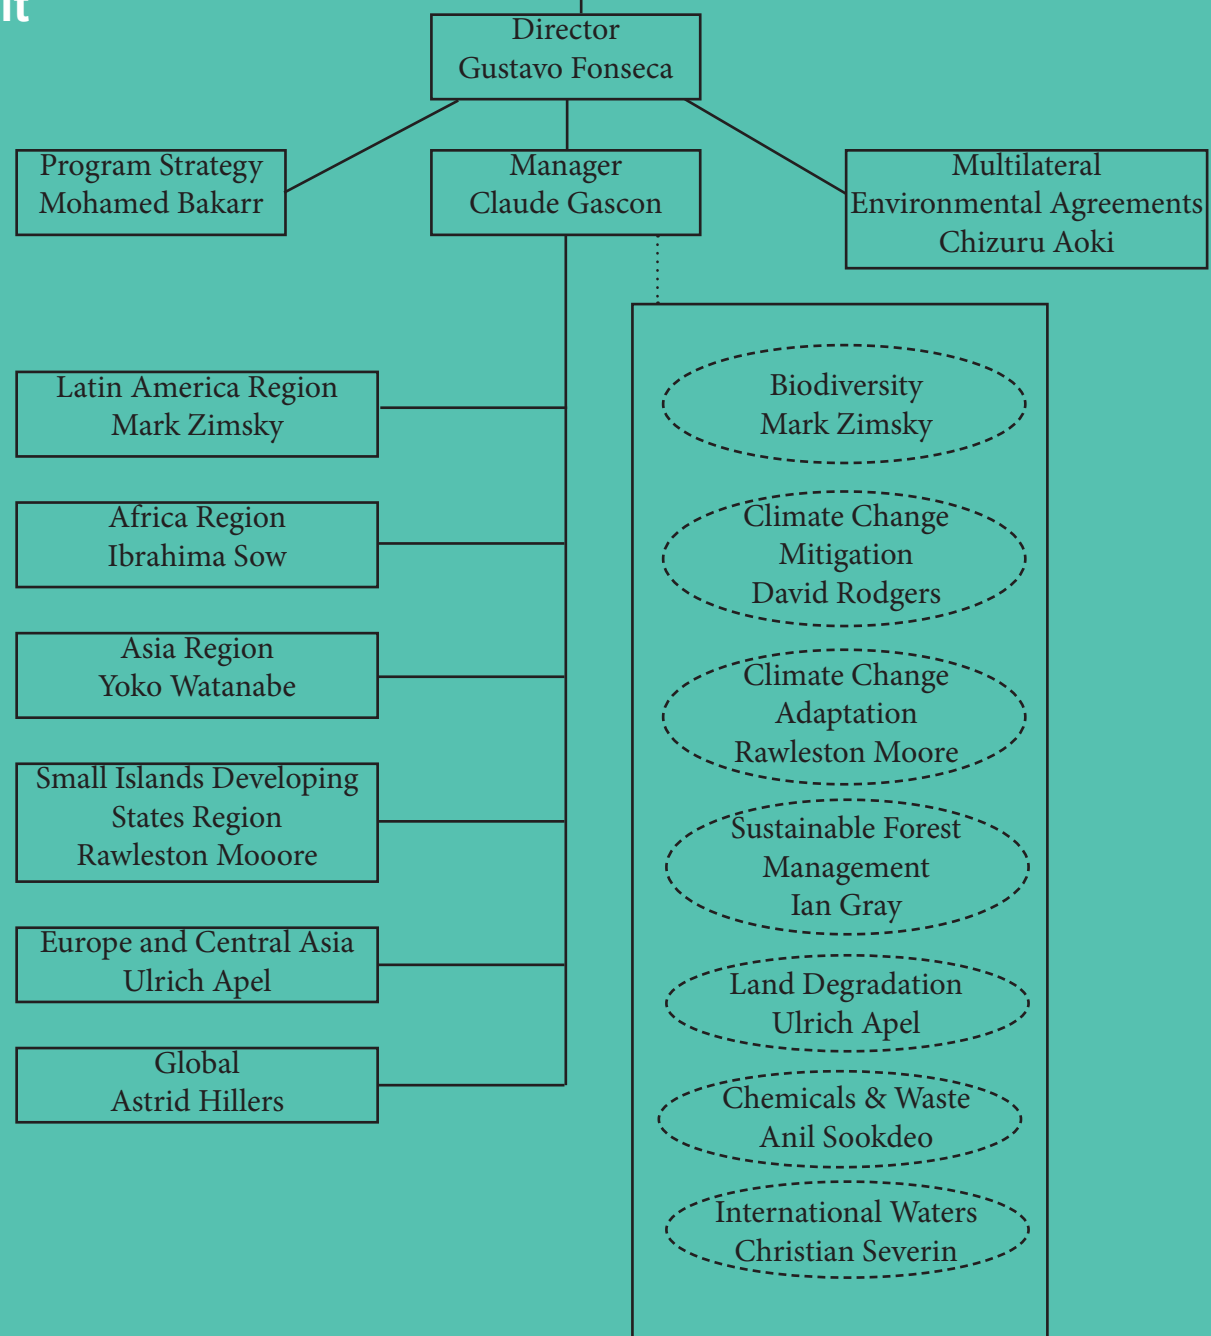 it
Director
Gustavo Fonseca
Program Strategy
Mohamed Bakarr
Manager
Claude Gascon
Multilateral
Environmental Agreements
Chizuru Aoki
Latin America Region
Mark Zimsky
Africa Region
Ibrahima Sow
Asia Region
Yoko Watanabe
Small Islands Developing
States Region
Rawleston Mooore
Europe and Central Asia
Ulrich Apel
Global
Astrid Hillers
Biodiversity
Mark Zimsky
Climate Change
Mitigation
David Rodgers
Climate Change
Adaptation
Rawleston Moore
Sustainable Forest
Management
Ian Gray
Land Degradation
Ulrich Apel
Chemicals & Waste
Anil Sookdeo
International Waters
Christian Severin